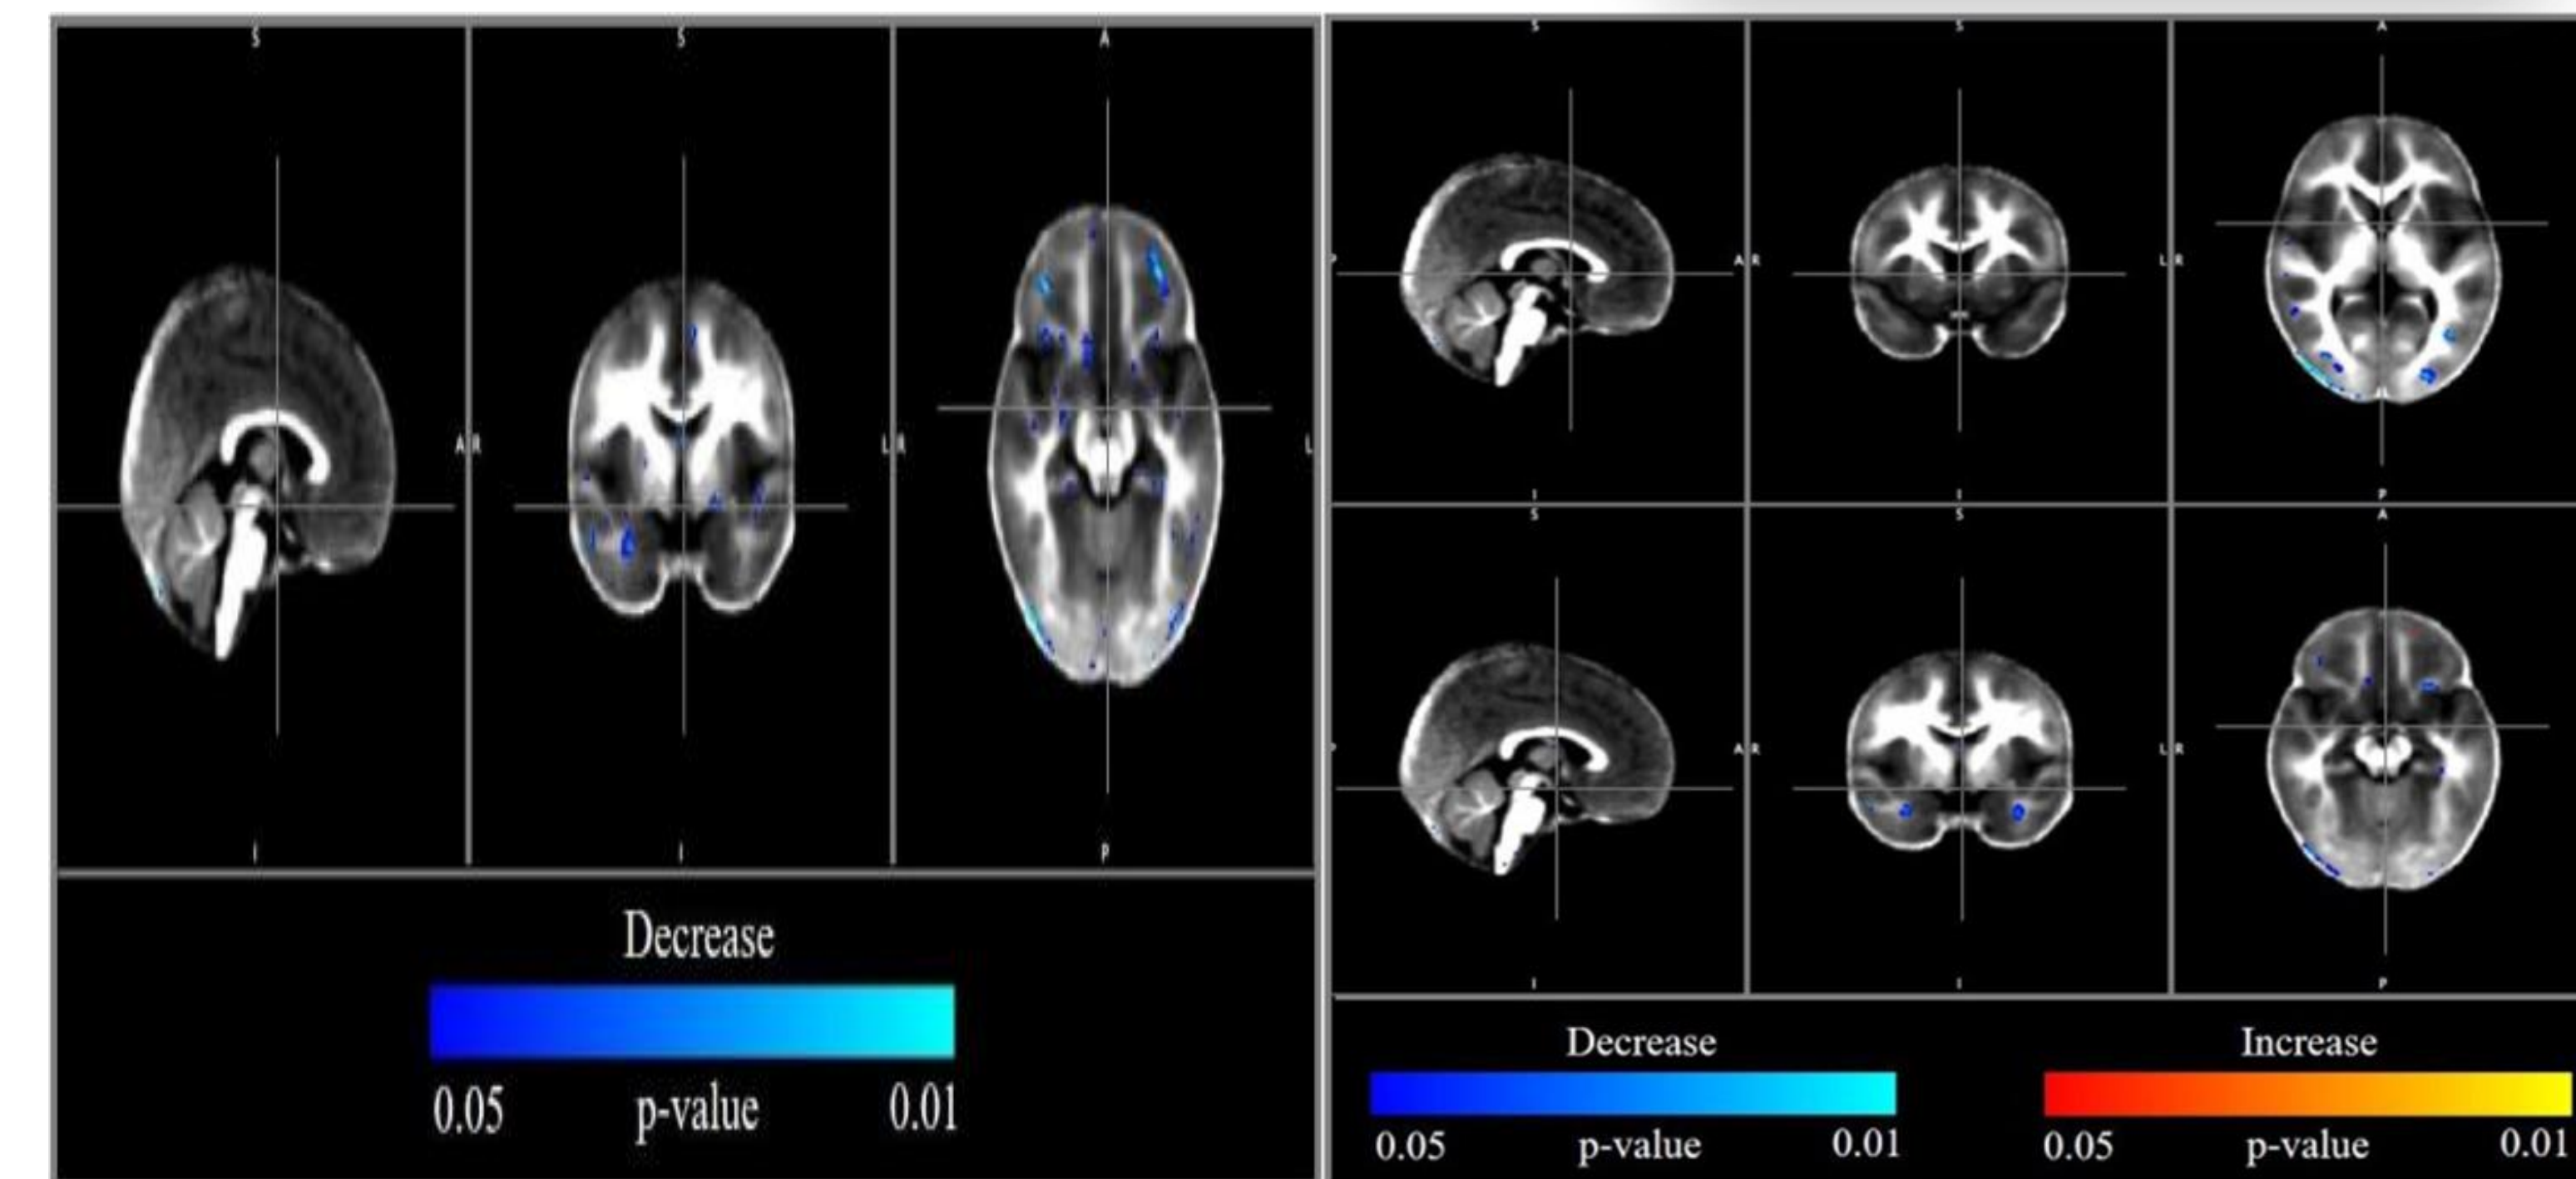 S S A
A R L R L
I I P
Decrease
0.05 p-value 0.01
S S A
P A R L R
I I P
S S A
P A R L R
I I P
Decrease Increase
0.05 p-value 0.01 0.05 p-value 0.01